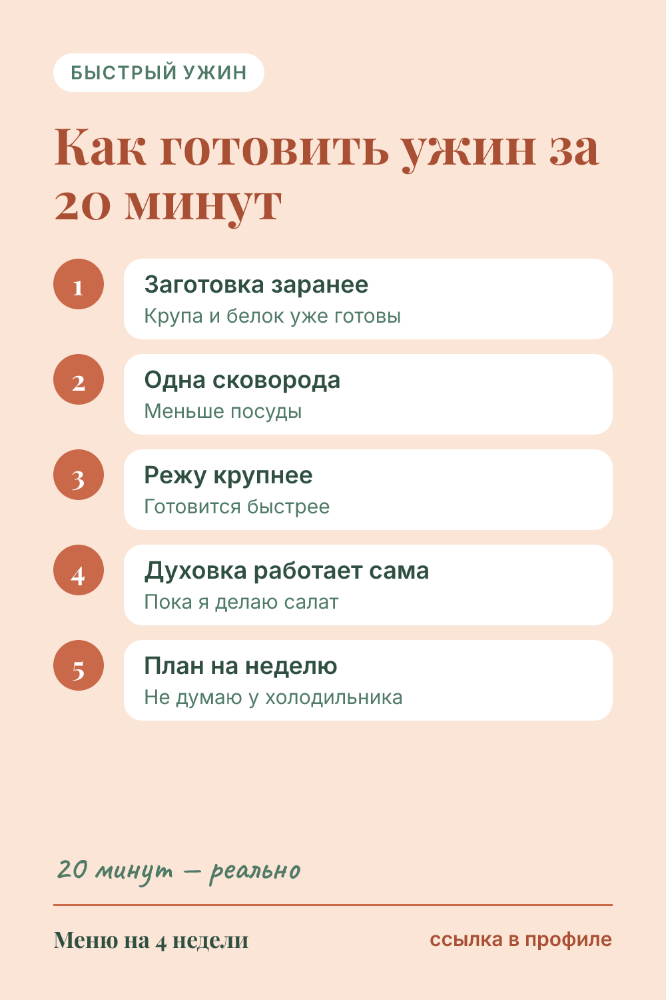 БЫСТРЫЙ УЖИН
Как готовить ужин за
20 минут
1
Заготовка заранее
Крупа и белок уже готовы
2
Одна сковорода
Меньше посуды
3
Режу крупнее
Готовится быстрее
4
Духовка работает сама
Пока я делаю салат
5
План на неделю
Не думаю у холодильника
20 минут — реально
Меню на 4 недели
ссылка в профиле